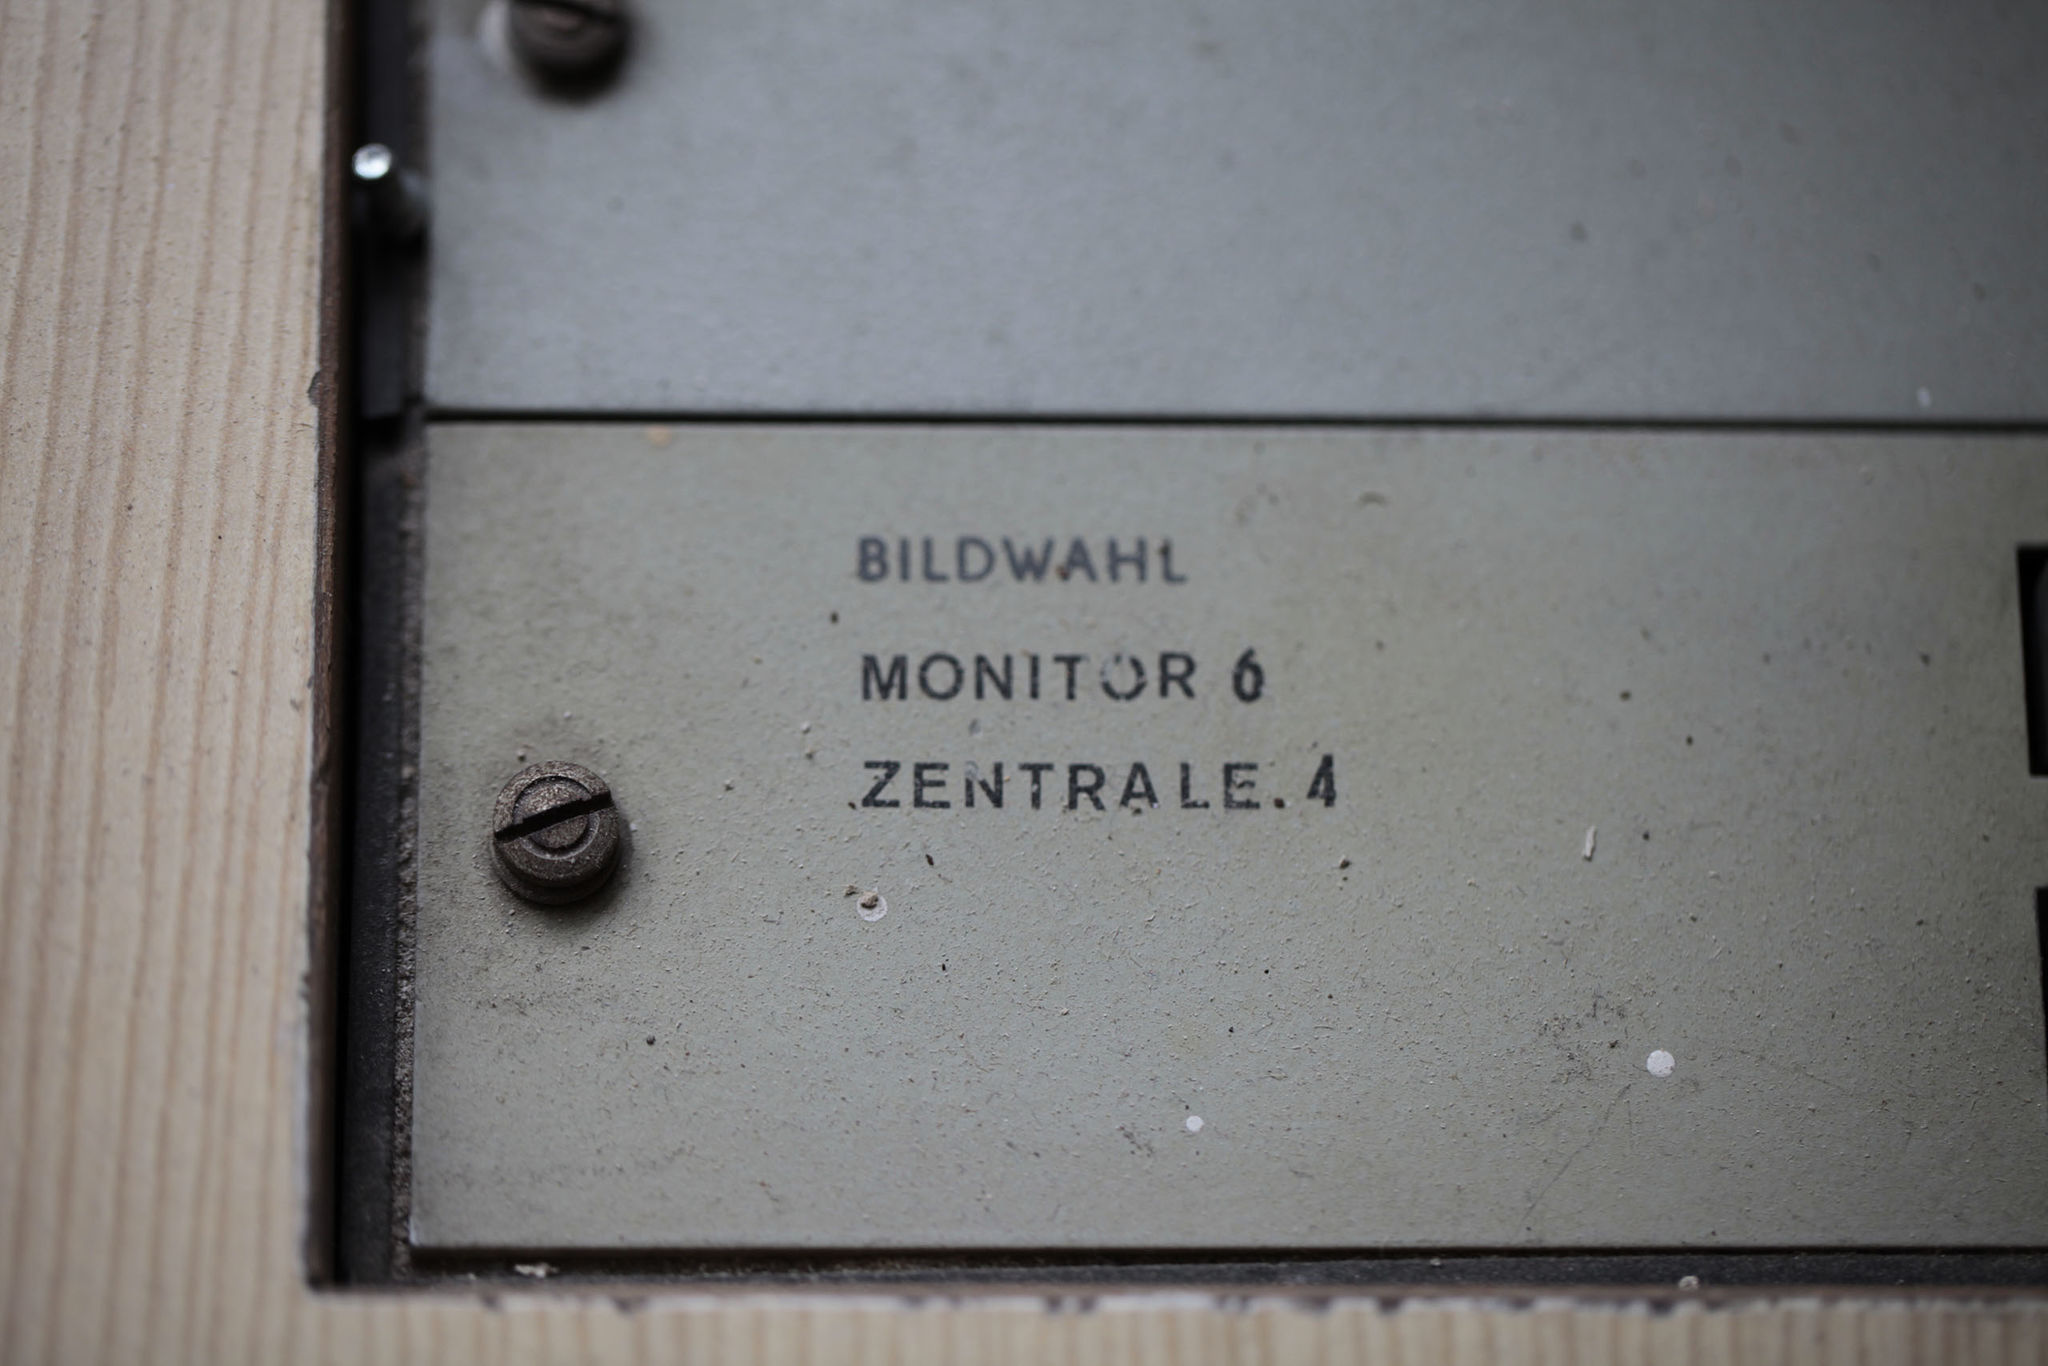 BILDWAHL
MONITOR 6
ZENTRALE. 4